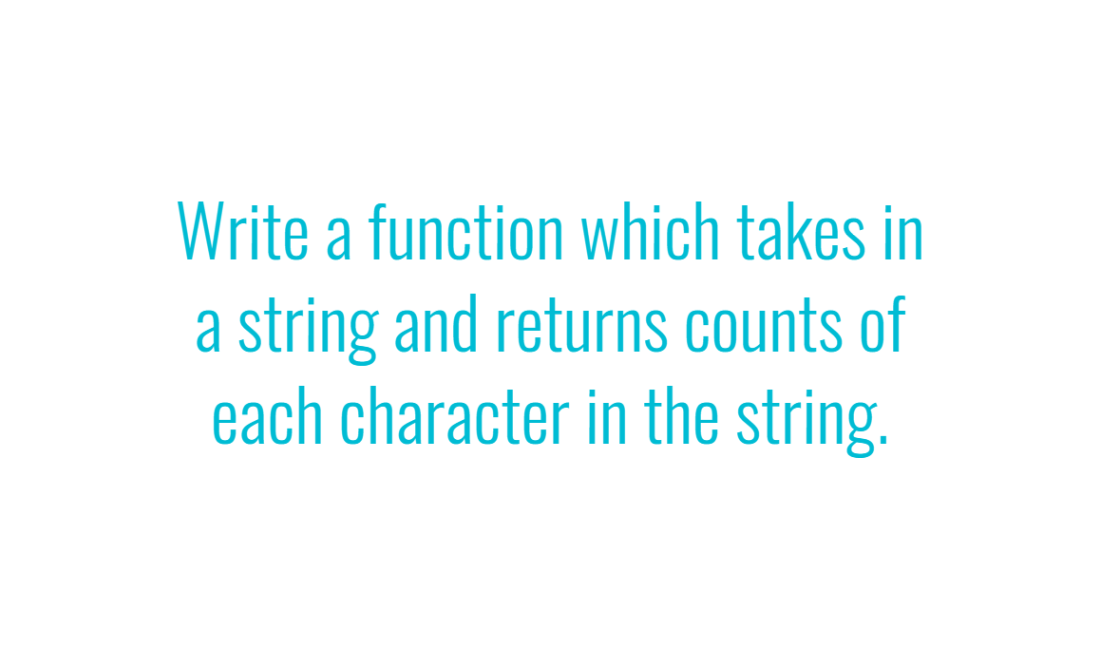 Write a function which takes in
a string and returns counts of
each character in the string.